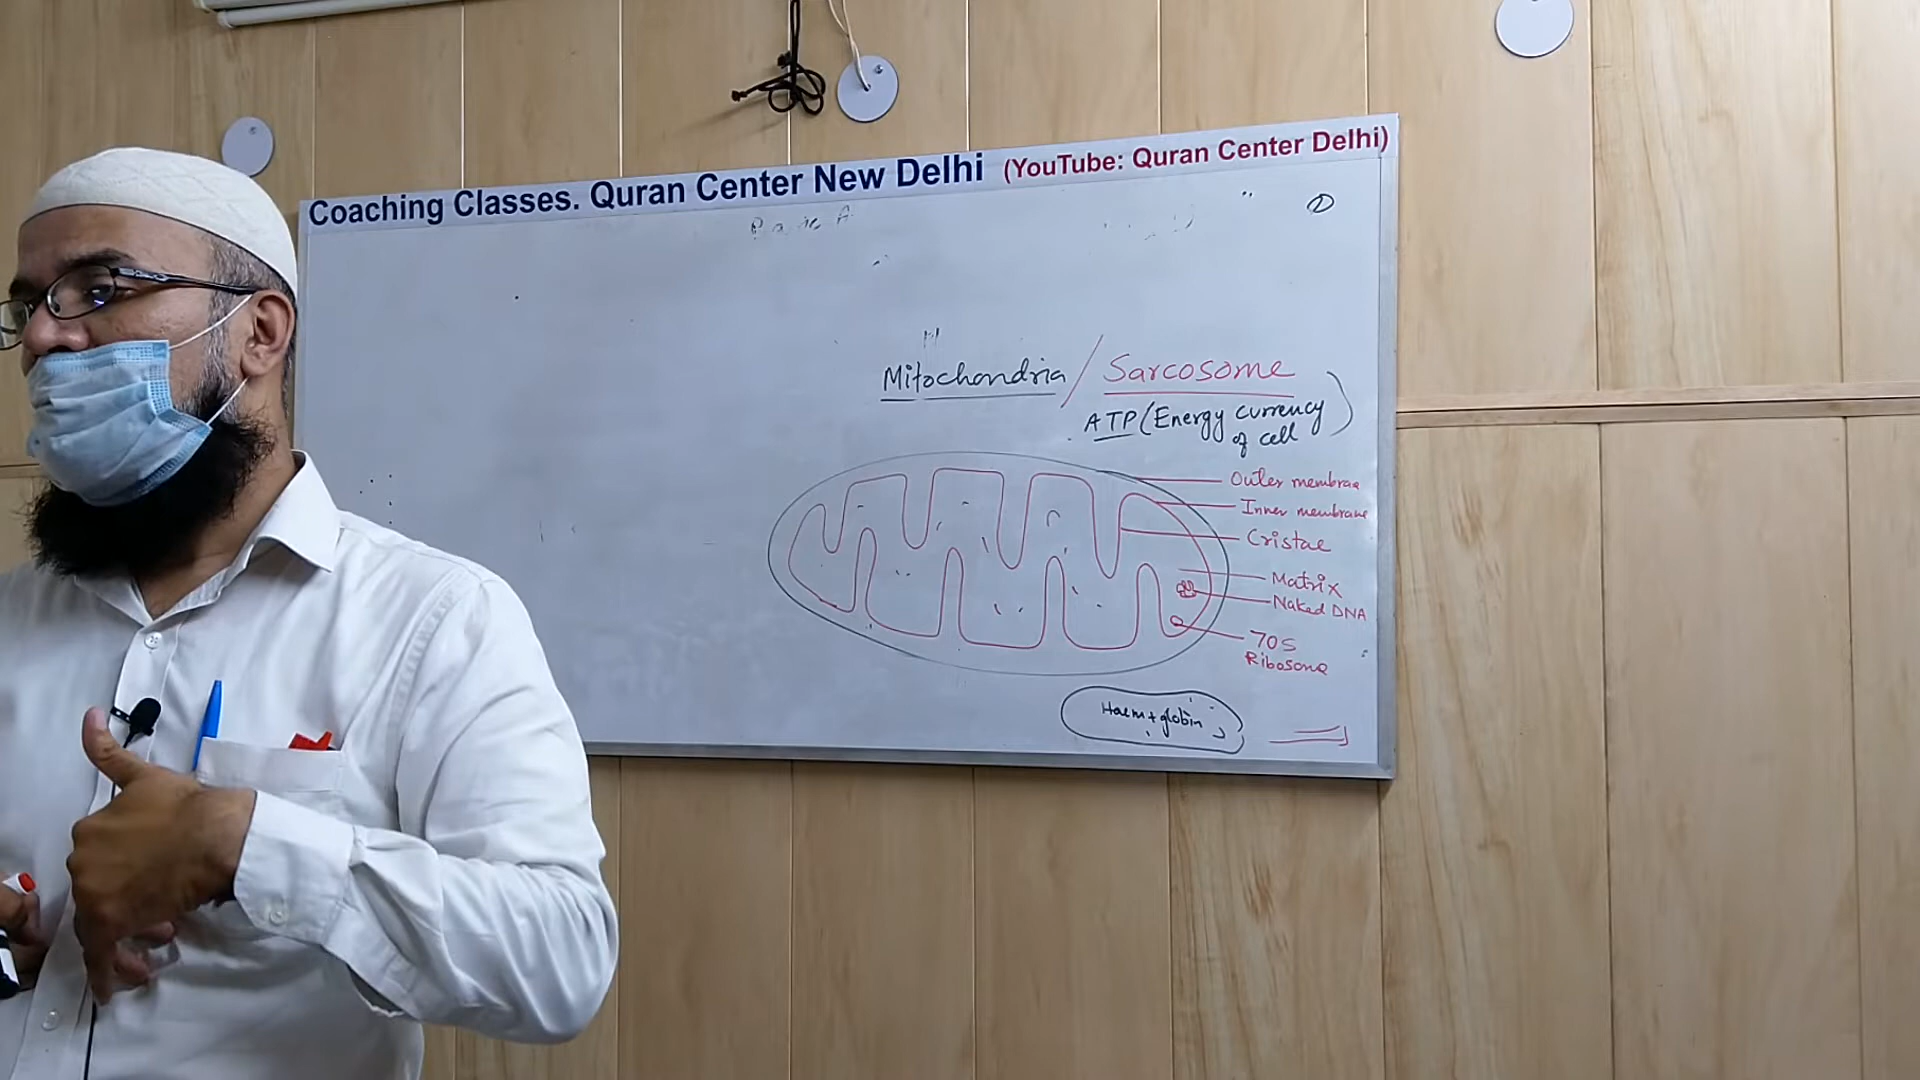 Coaching Classes. Quran Center New Delhi (YouTube: Quran Center Delhi)
Mitochondria / Sarcosome
ATP (Energy currency
of cell
Outer membrae
Inner membrane
Cristae
Matrix
Naked DNA
70S
Ribosome
Haem + globin